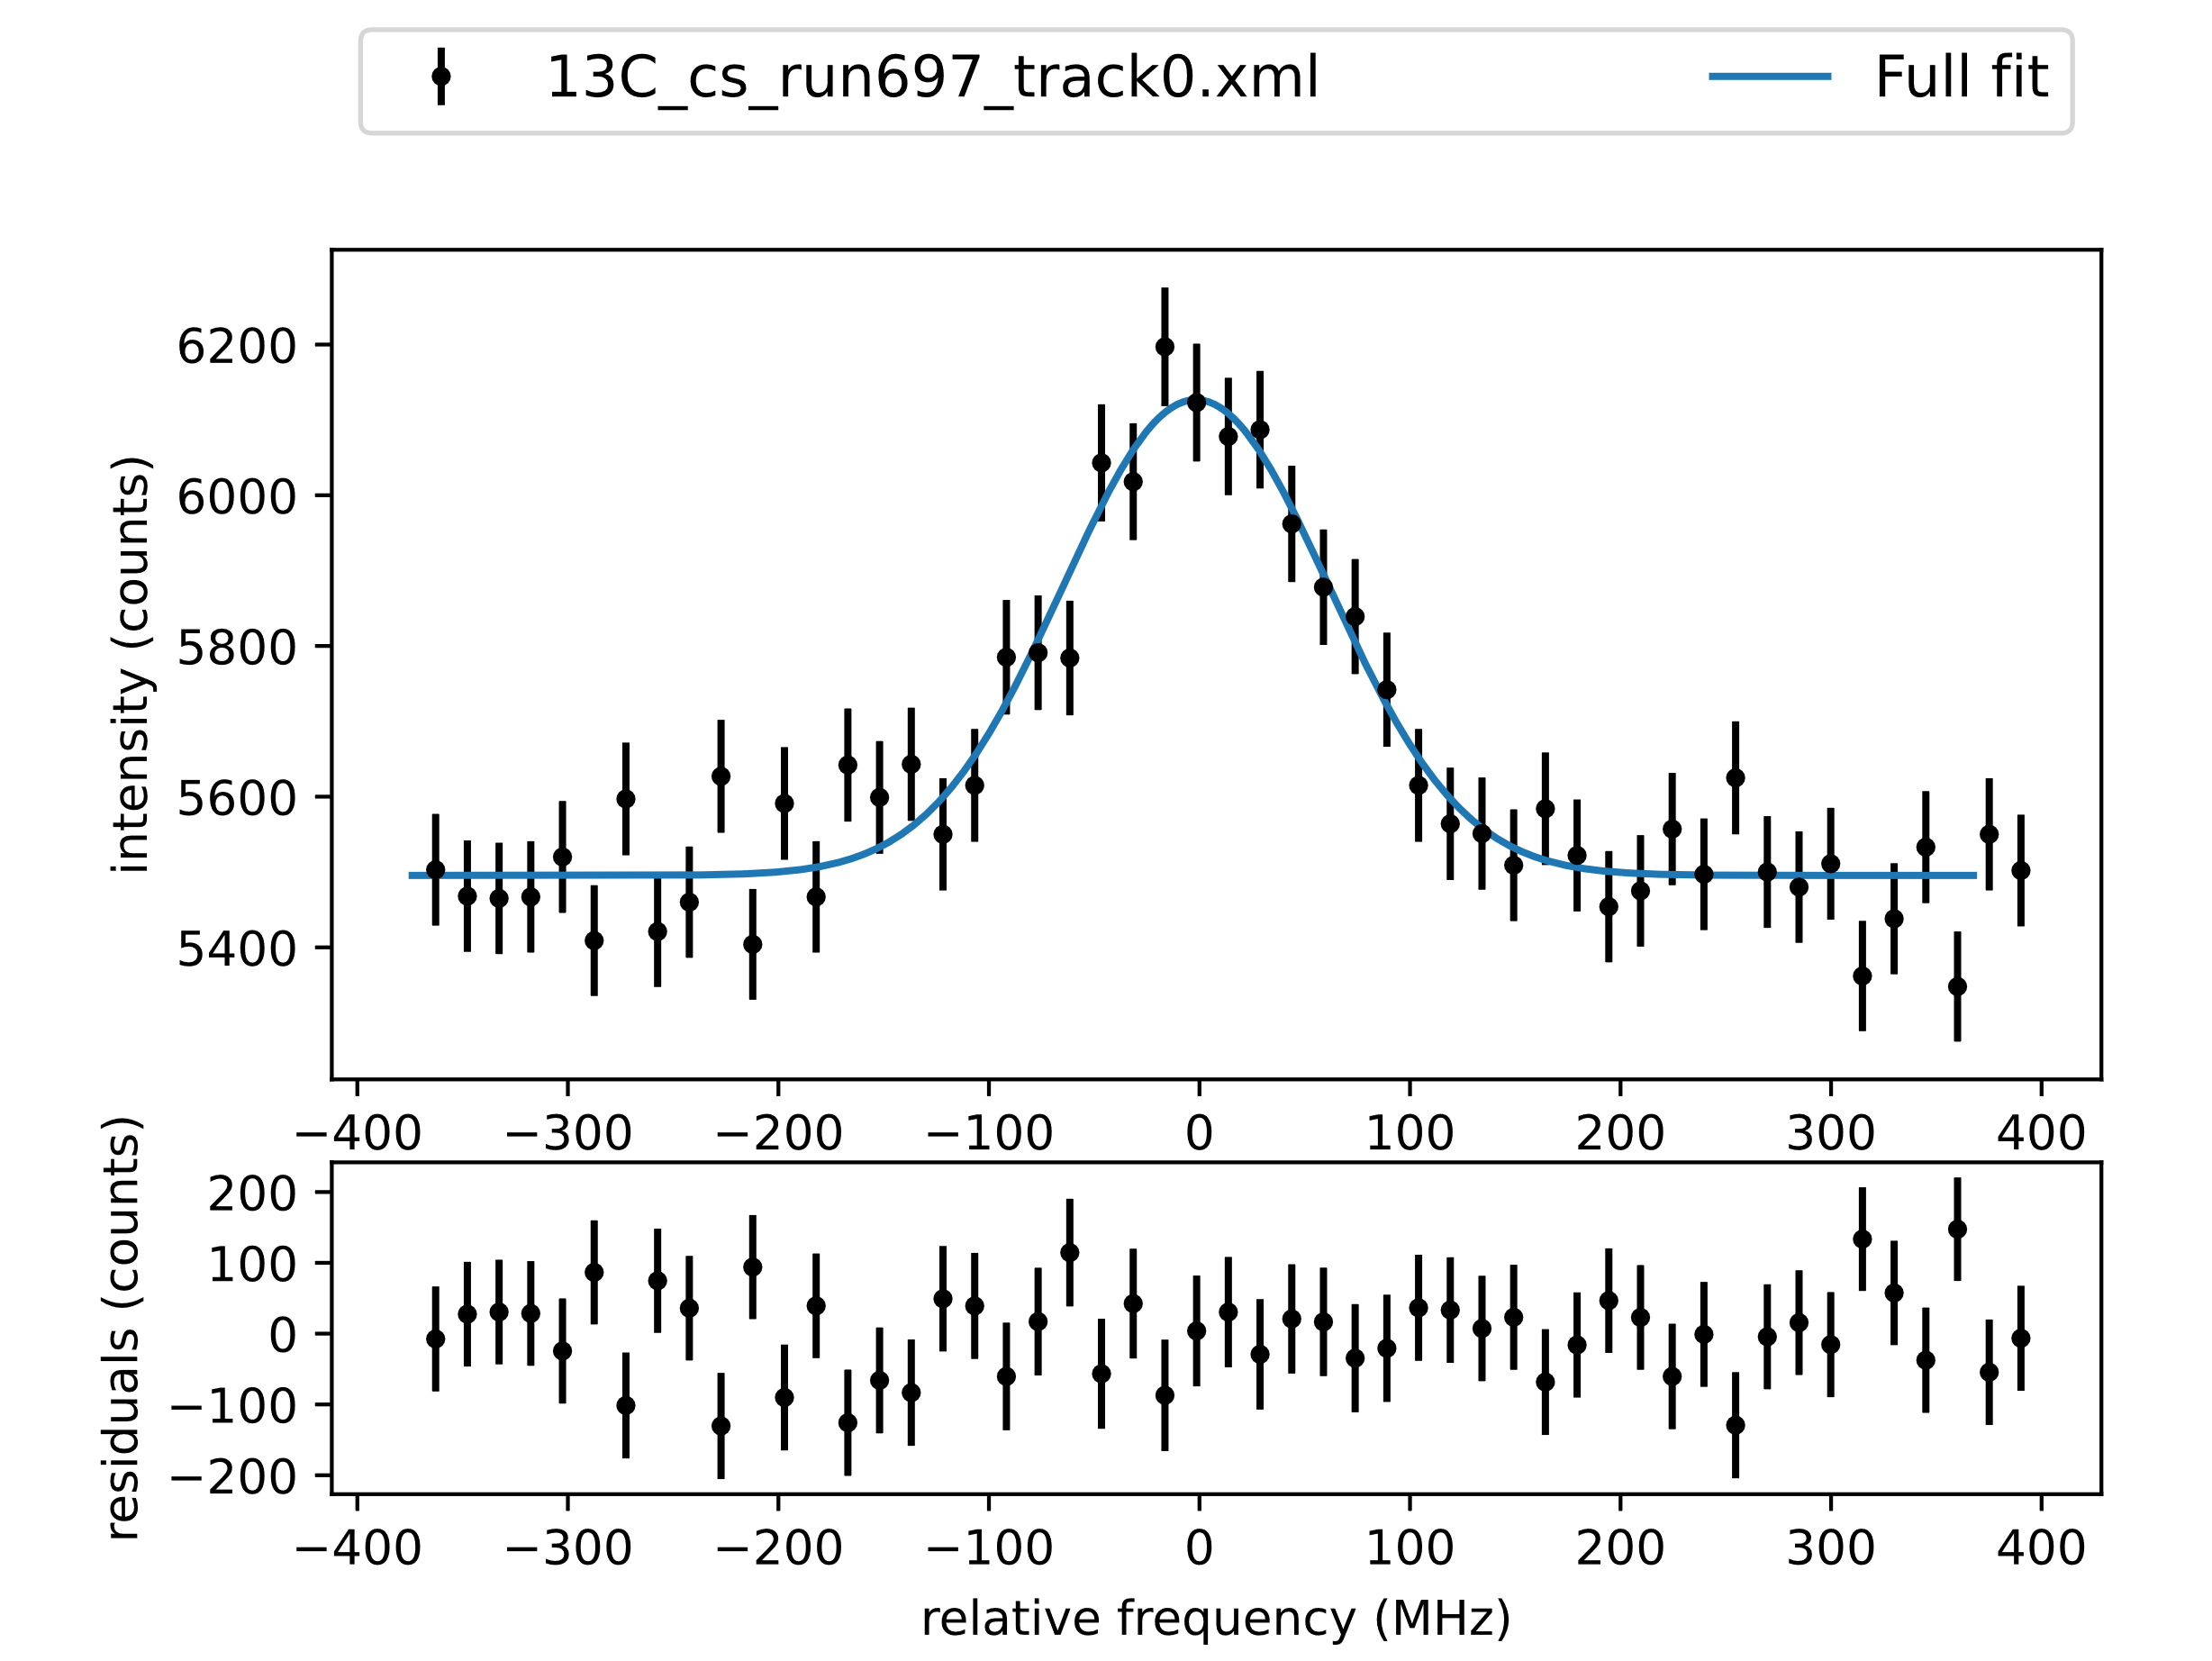 13C_cs_run697_track0.xml Full fit
intensity (counts)
6200
6000
5800
5600
5400
−400 −300 −200 −100 0 100 200 300 400
residuals (counts)
200
100
0
−100
−200
−400 −300 −200 −100 0 100 200 300 400
relative frequency (MHz)